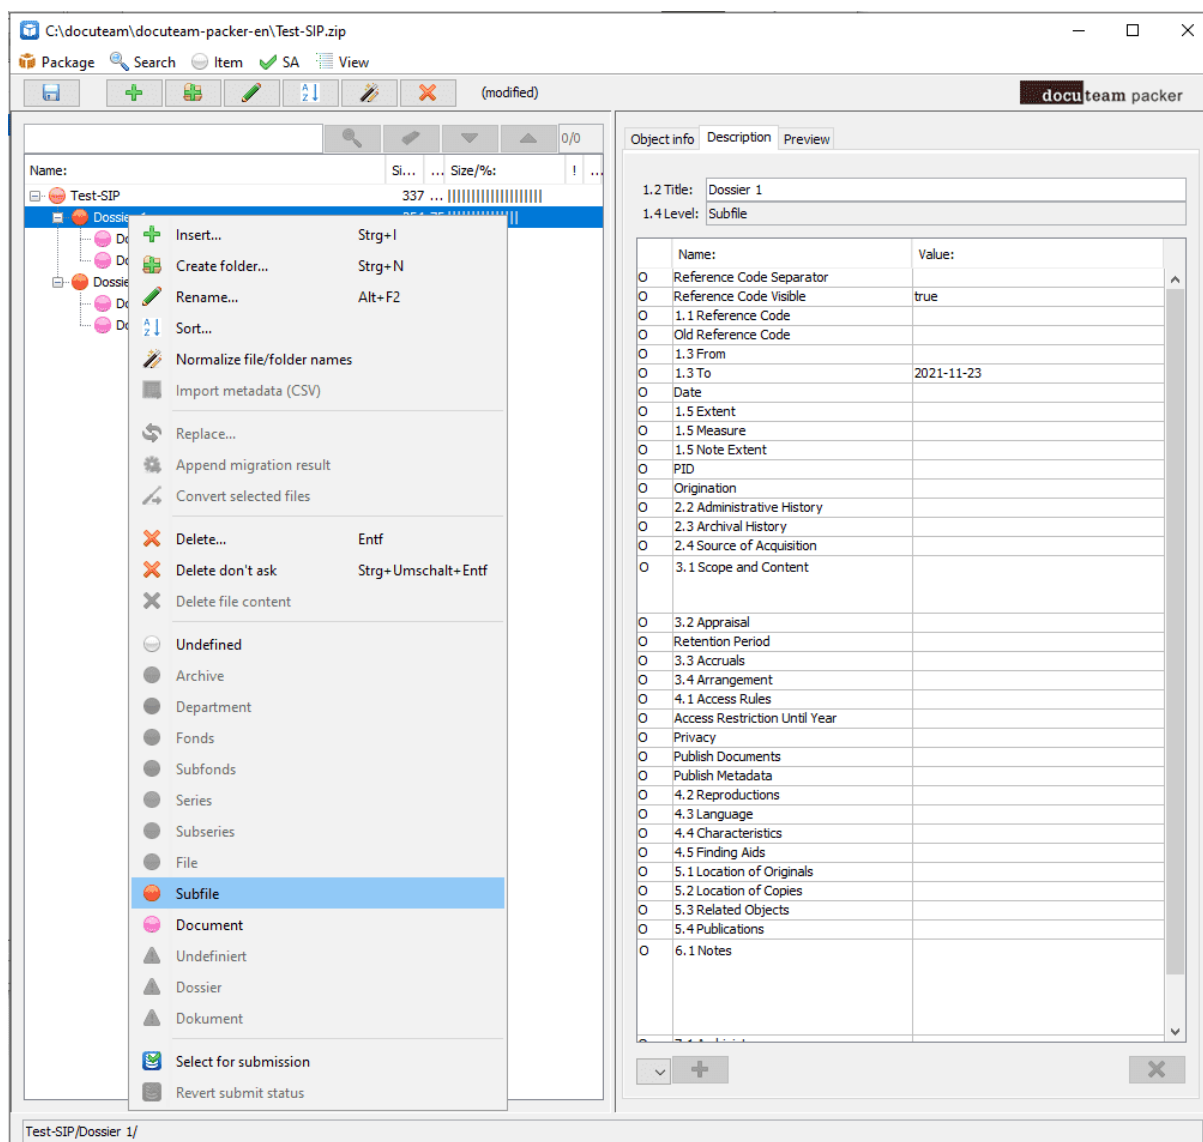 C:\docuteam\docuteam-packer-en\Test-SIP.zip
Package Search Item SA View
(modified)
docuteam packer
0/0
Name: Si... ... Size/%: ! ...
Test-SIP 337 ...
Dossier 1
Dossie
Insert... Strg+I
Create folder... Strg+N
Rename... Alt+F2
Sort...
Normalize file/folder names
Import metadata (CSV)
Replace...
Append migration result
Convert selected files
Delete... Entf
Delete don't ask Strg+Umschalt+Entf
Delete file content
Undefined
Archive
Department
Fonds
Subfonds
Series
Subseries
File
Subfile
Document
Undefiniert
Dossier
Dokument
Select for submission
Revert submit status
Object info Description Preview
1.2 Title: Dossier 1
1.4 Level: Subfile
Name: Value:
O Reference Code Separator
O Reference Code Visible true
O 1.1 Reference Code
O Old Reference Code
O 1.3 From
O 1.3 To 2021-11-23
O Date
O 1.5 Extent
O 1.5 Measure
O 1.5 Note Extent
O PID
O Origination
O 2.2 Administrative History
O 2.3 Archival History
O 2.4 Source of Acquisition
O 3.1 Scope and Content
O 3.2 Appraisal
O Retention Period
O 3.3 Accruals
O 3.4 Arrangement
O 4.1 Access Rules
O Access Restriction Until Year
O Privacy
O Publish Documents
O Publish Metadata
O 4.2 Reproductions
O 4.3 Language
O 4.4 Characteristics
O 4.5 Finding Aids
O 5.1 Location of Originals
O 5.2 Location of Copies
O 5.3 Related Objects
O 5.4 Publications
O 6.1 Notes
Test-SIP/Dossier 1/